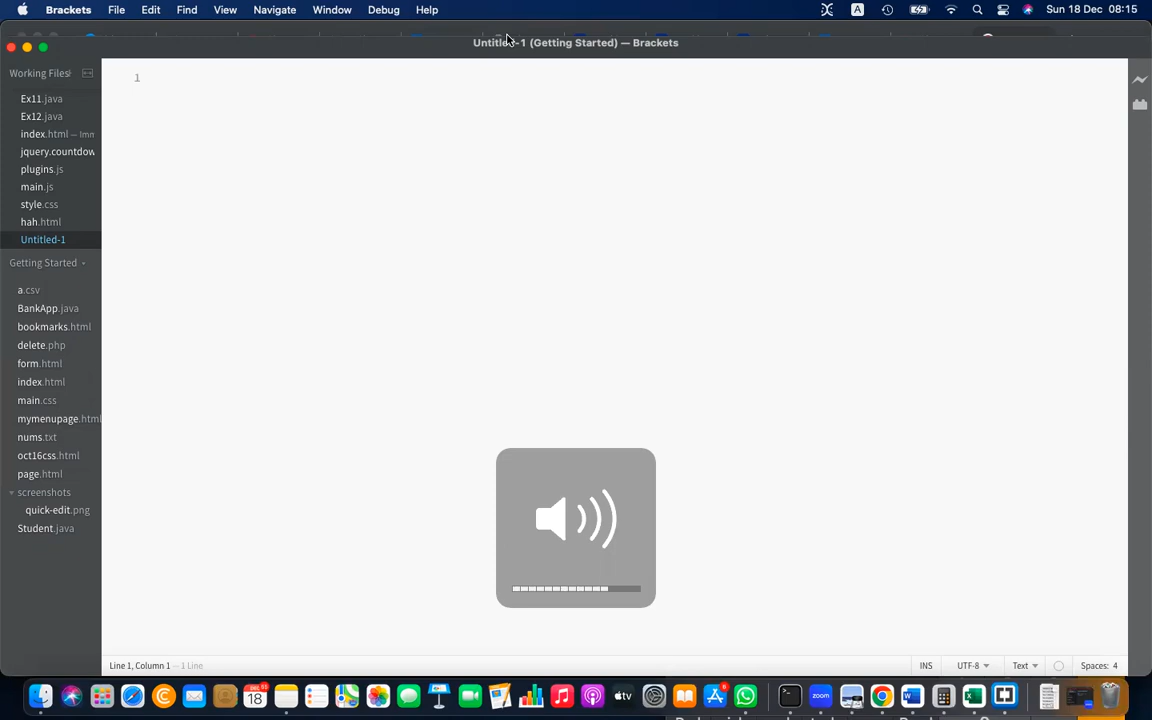 Brackets File Edit Find View Navigate Window Debug Help A Sun 18 Dec 08:15
Untitled-1 (Getting Started) — Brackets
Working Files
1
Ex11.java
Ex12.java
index.html — Imm
jquery.countdow
plugins.js
main.js
style.css
hah.html
Untitled-1
Getting Started
a.csv
BankApp.java
bookmarks.html
delete.php
form.html
index.html
main.css
mymenupage.html
nums.txt
oct16css.html
page.html
screenshots
quick-edit.png
Student.java
Line 1, Column 1 — 1 Line INS UTF-8 Text Spaces: 4
18 tv zoom W X